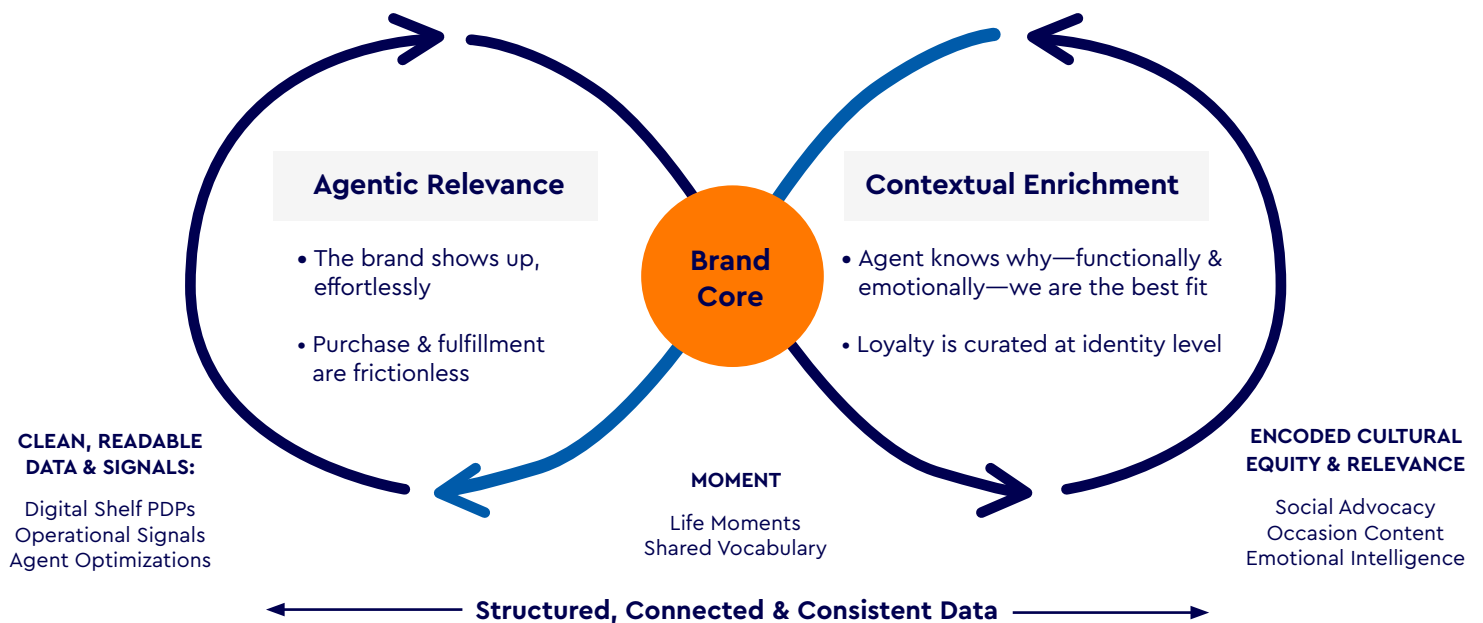 Agentic Relevance
• The brand shows up,
effortlessly
• Purchase & fulfillment
are frictionless
Brand
Core
Contextual Enrichment
• Agent knows why—functionally &
emotionally—we are the best fit
• Loyalty is curated at identity level
CLEAN, READABLE
DATA & SIGNALS:
Digital Shelf PDPs
Operational Signals
Agent Optimizations
MOMENT
Life Moments
Shared Vocabulary
ENCODED CULTURAL
EQUITY & RELEVANCE
Social Advocacy
Occasion Content
Emotional Intelligence
Structured, Connected & Consistent Data